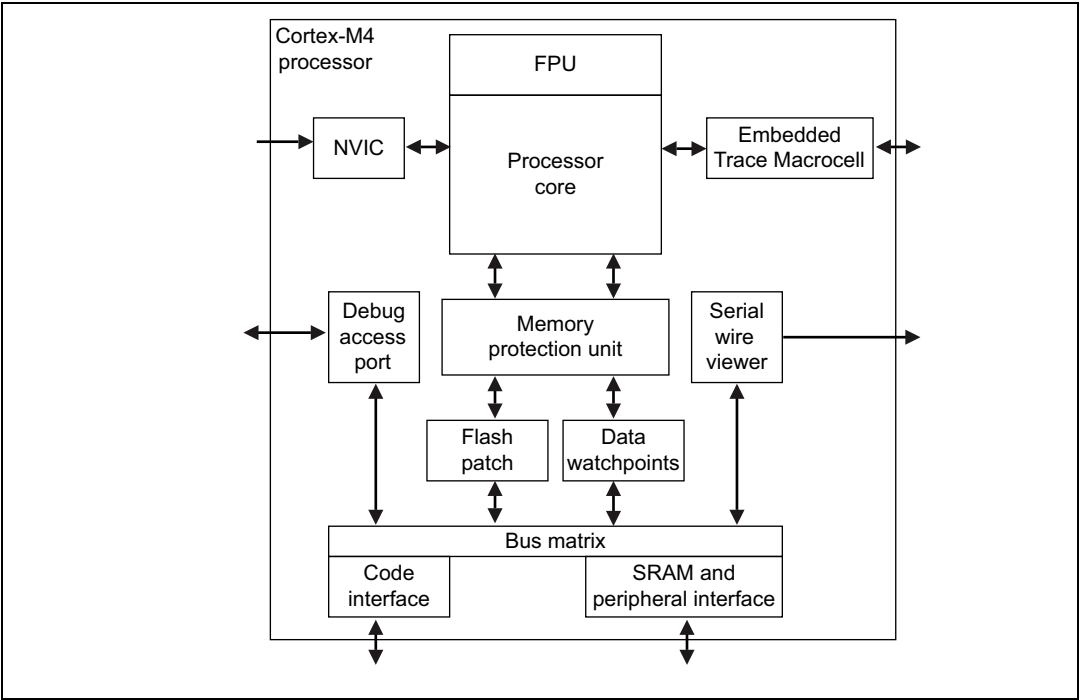 Cortex-M4
processor
FPU
NVIC
Processor
core
Embedded
Trace Macrocell
Debug
access
port
Memory
protection unit
Serial
wire
viewer
Flash
patch
Data
watchpoints
Bus matrix
Code
interface
SRAM and
peripheral interface